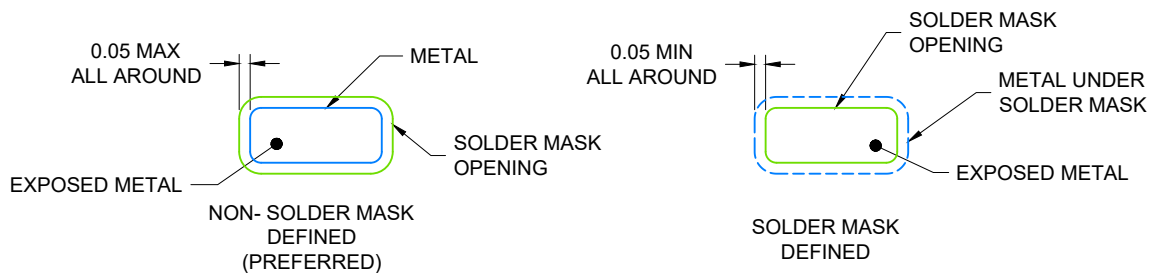 0.05 MAX
ALL AROUND
METAL
SOLDER MASK
OPENING
EXPOSED METAL
NON- SOLDER MASK
DEFINED
(PREFERRED)
0.05 MIN
ALL AROUND
SOLDER MASK
OPENING
METAL UNDER
SOLDER MASK
EXPOSED METAL
SOLDER MASK
DEFINED